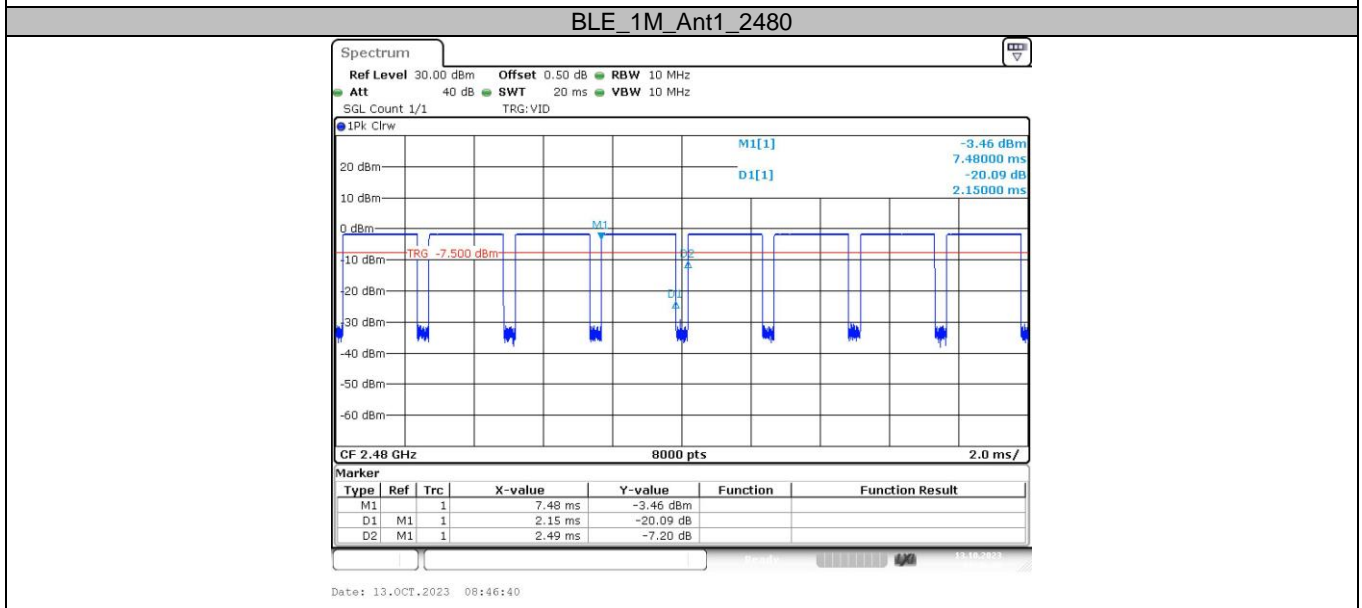 BLE_1M_Ant1_2480
Spectrum
Ref Level 30.00 dBm Offset 0.50 dB RBW 10 MHz
Att 40 dB SWT 20 ms VBW 10 MHz
SGL Count 1/1 TRG:VID
1Pk Clrw
M1[1] -3.46 dBm
7.48000 ms
20 dBm
D1[1] -20.09 dB
2.15000 ms
10 dBm
M1
0 dBm
TRG -7.500 dBm
D2
-10 dBm
-20 dBm
D1
-30 dBm
-40 dBm
-50 dBm
-60 dBm
CF 2.48 GHz 8000 pts 2.0 ms/
Marker
Type Ref Trc X-value Y-value Function Function Result
M1 1 7.48 ms -3.46 dBm
D1 M1 1 2.15 ms -20.09 dB
D2 M1 1 2.49 ms -7.20 dB
Ready 13.10.2023
Date: 13.OCT.2023 08:46:40